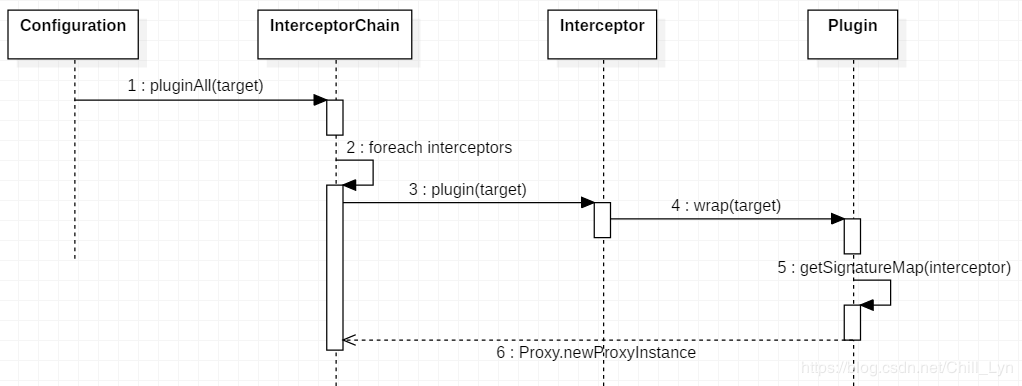 Configuration
InterceptorChain
Interceptor
Plugin
1 : pluginAll(target)
2 : foreach interceptors
3 : plugin(target)
4 : wrap(target)
5 : getSignatureMap(interceptor)
6 : Proxy.newProxyInstance
https://blog.csdn.net/Chill_Lyn